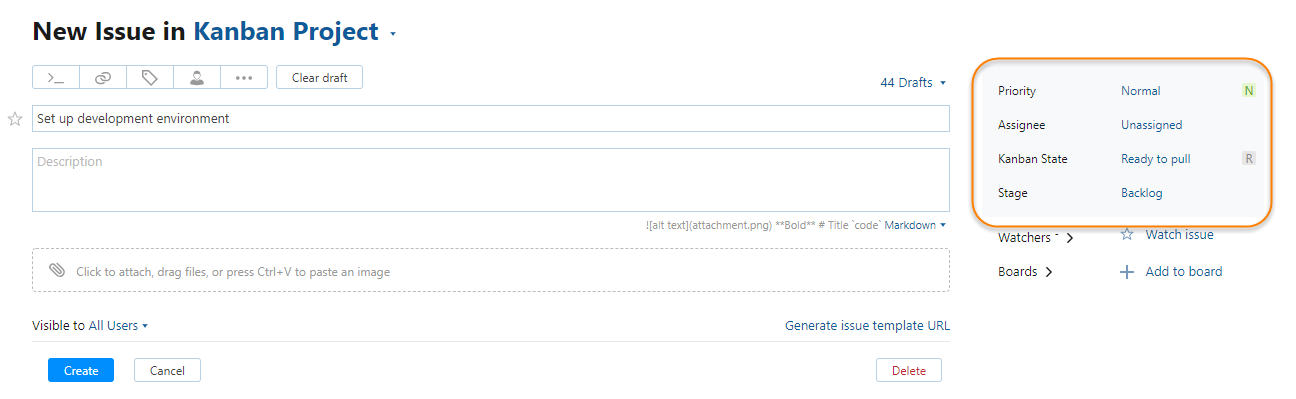 New Issue in Kanban Project
Clear draft
44 Drafts
Set up development environment
Description
![alt text](attachment.png) **Bold** # Title `code` Markdown
Click to attach, drag files, or press Ctrl+V to paste an image
Visible to All Users
Generate issue template URL
Create
Cancel
Delete
Priority Normal N
Assignee Unassigned
Kanban State Ready to pull R
Stage Backlog
Watchers Watch issue
Boards Add to board